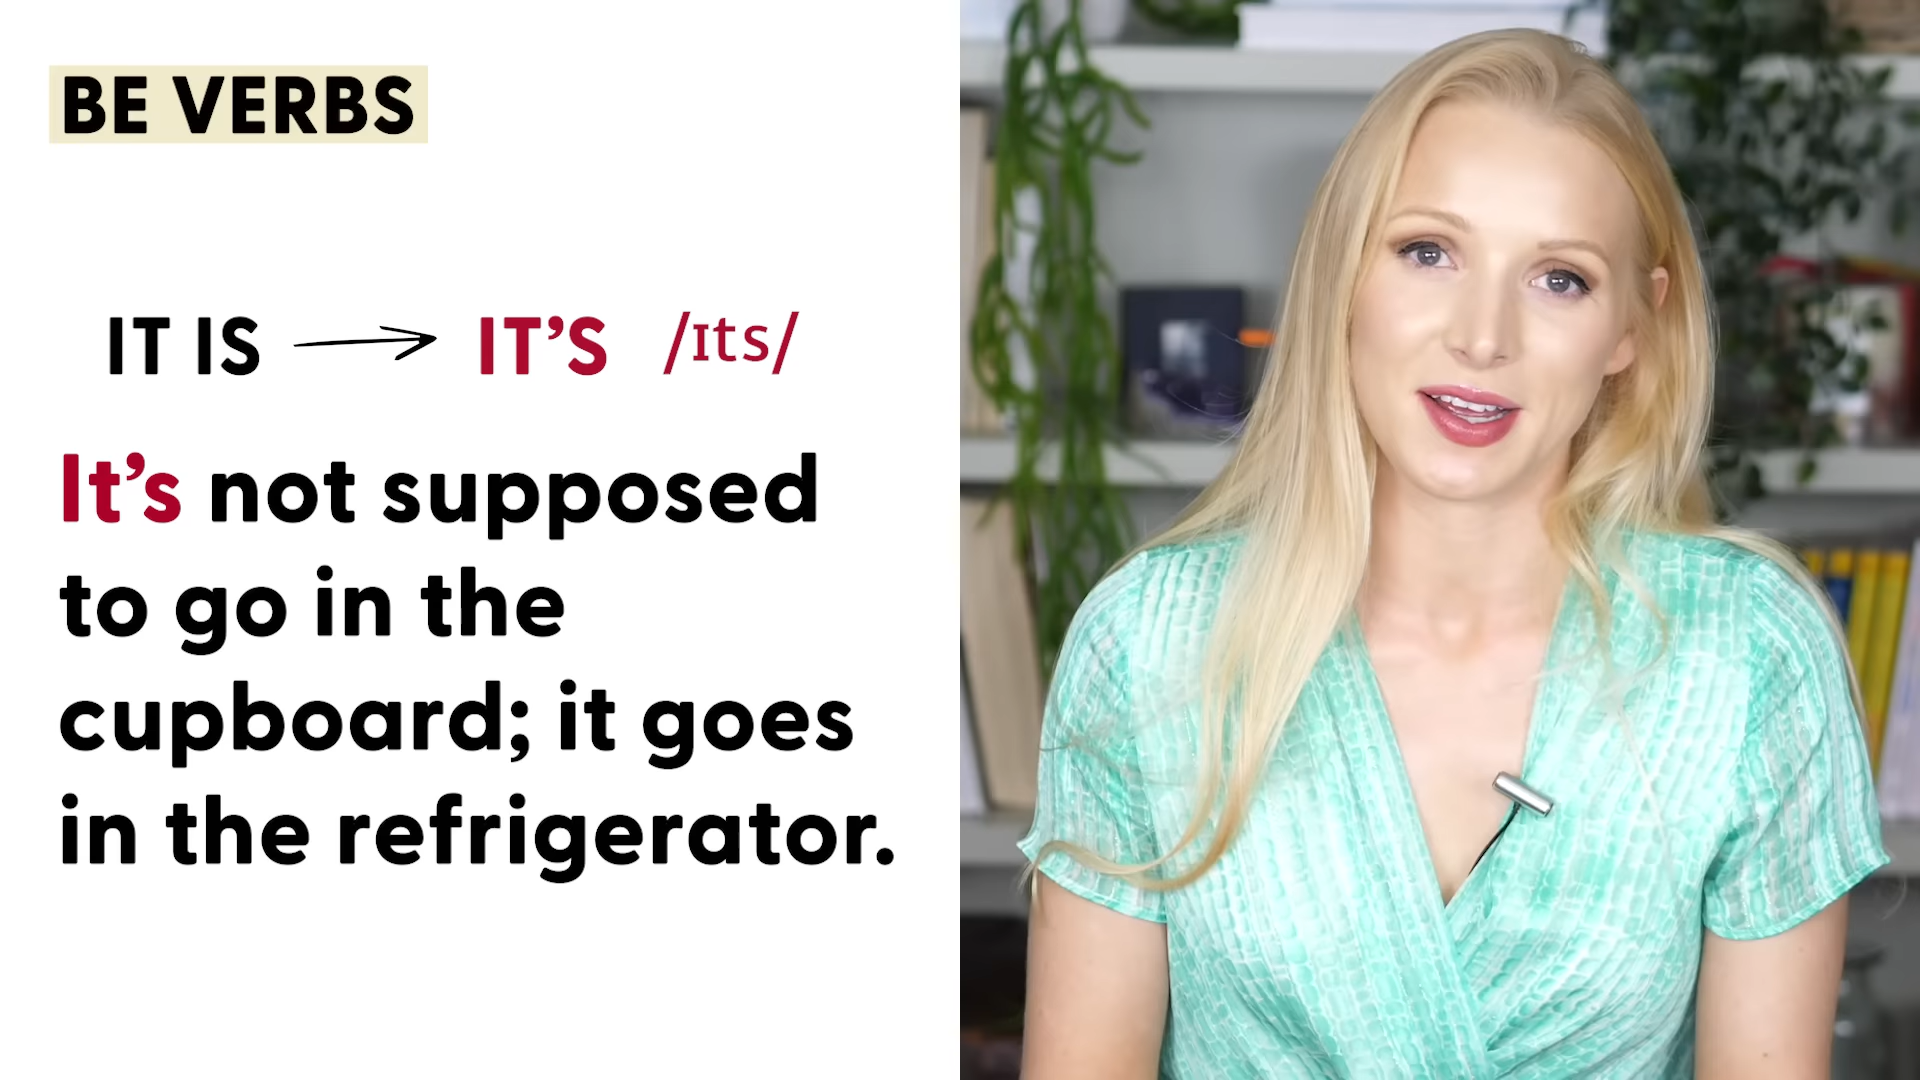 BE VERBS
IT IS → IT’S /ɪts/
It’s not supposed
to go in the
cupboard; it goes
in the refrigerator.